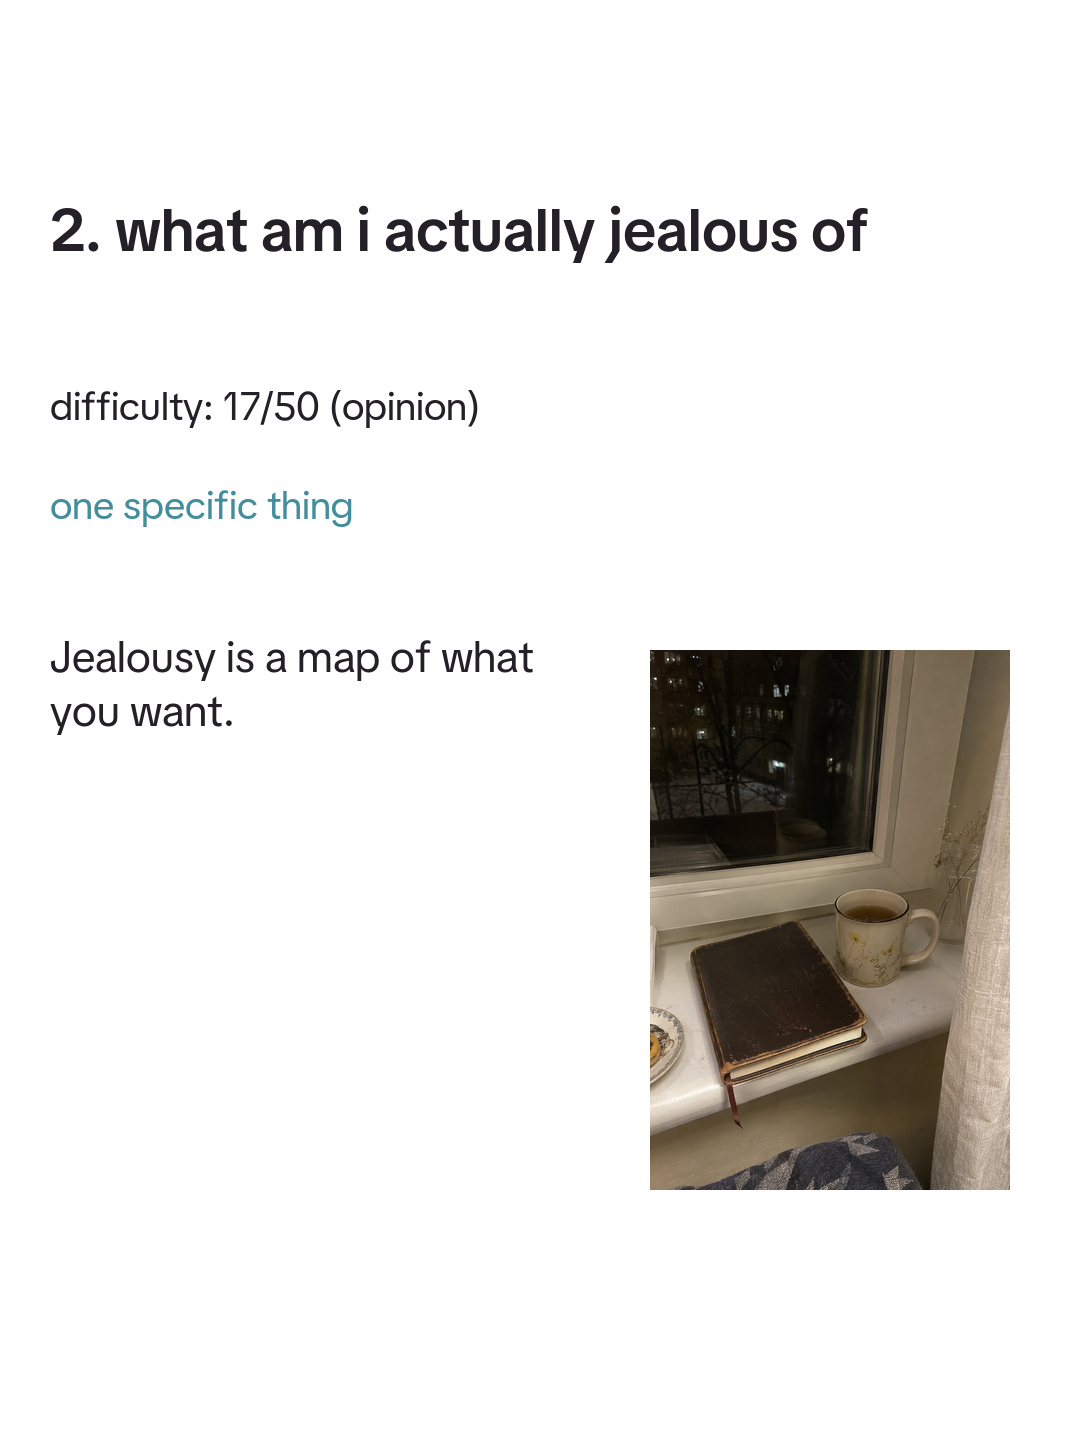 2. what am i actually jealous of
difficulty: 17/50 (opinion)
one specific thing
Jealousy is a map of what
you want.